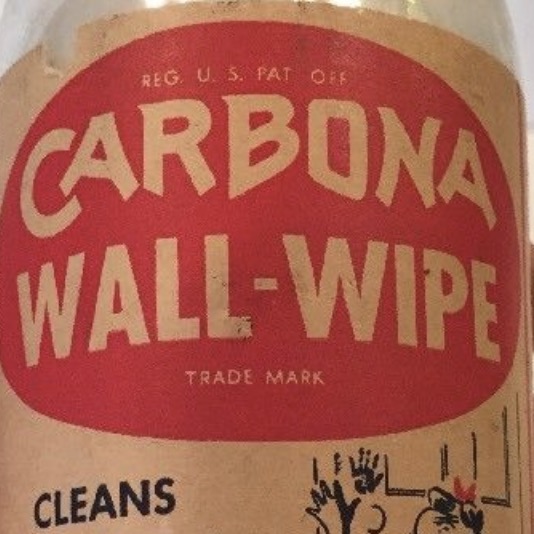 REG. U. S. PAT OFF
CARBONA
WALL-WIPE
TRADE MARK
CLEANS